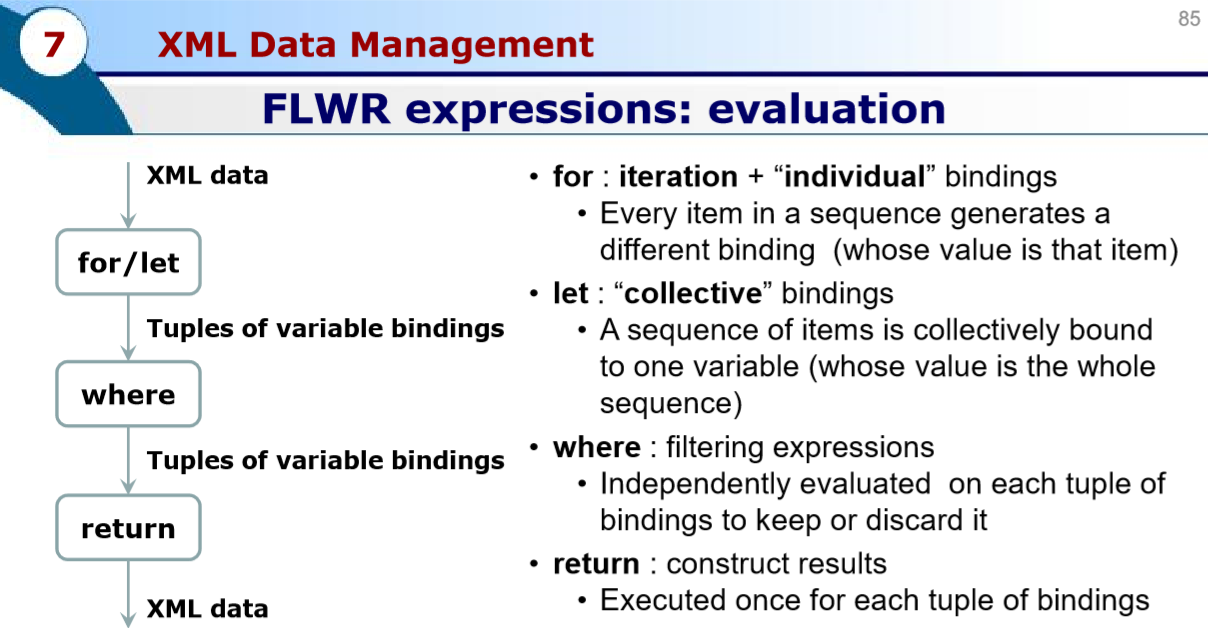 85
7
XML Data Management
FLWR expressions: evaluation
XML data
for/let
Tuples of variable bindings
where
Tuples of variable bindings
return
XML data
• for : iteration + “individual” bindings
• Every item in a sequence generates a
different binding (whose value is that item)
• let : “collective” bindings
• A sequence of items is collectively bound
to one variable (whose value is the whole
sequence)
• where : filtering expressions
• Independently evaluated on each tuple of
bindings to keep or discard it
• return : construct results
• Executed once for each tuple of bindings